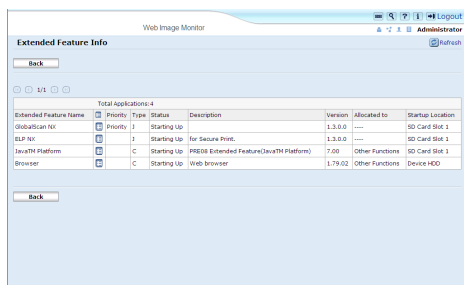 Logout
Web Image Monitor
Administrator
Extended Feature Info
Refresh
Back
1/1
Total Applications:4
Extended Feature Name Priority Type Status Description Version Allocated to Startup Location
GlobalScan NX Priority J Starting Up 1.3.0.0 ---- SD Card Slot 1
ELP NX J Starting Up for Secure Print. 1.3.0.0 ---- SD Card Slot 1
JavaTM Platform C Starting Up PRE08 Extended Feature(JavaTM Platform) 7.00 Other Functions SD Card Slot 1
Browser C Starting Up Web browser 1.79.02 Other Functions Device HDD
Back